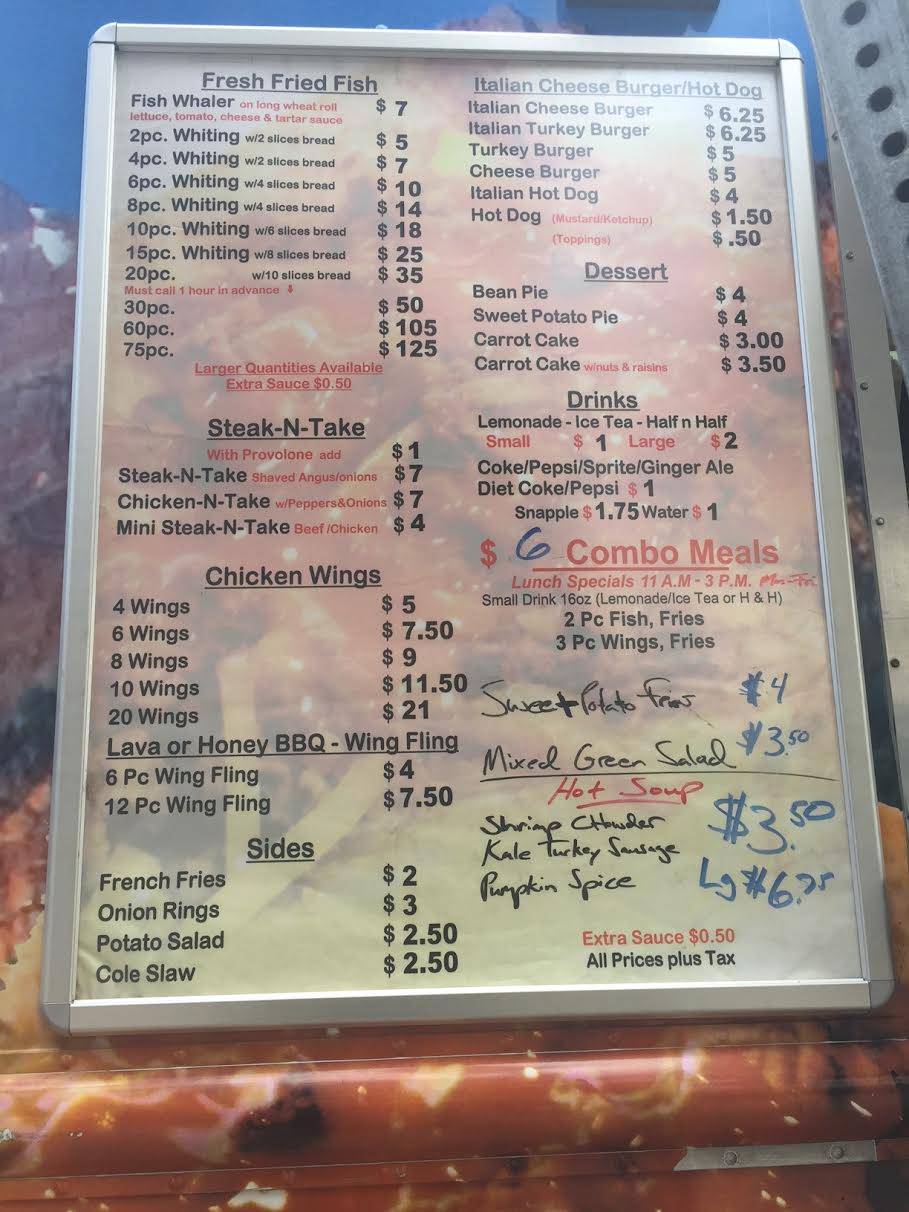 Fresh Fried Fish
Fish Whaler on long wheat roll $ 7
lettuce, tomato, cheese & tartar sauce
2pc. Whiting w/2 slices bread $ 5
4pc. Whiting w/2 slices bread $ 7
6pc. Whiting w/4 slices bread $ 10
8pc. Whiting w/4 slices bread $ 14
10pc. Whiting w/6 slices bread $ 18
15pc. Whiting w/8 slices bread $ 25
20pc. w/10 slices bread $ 35
Must call 1 hour in advance ⬇
30pc. $ 50
60pc. $ 105
75pc. $ 125
Larger Quantities Available
Extra Sauce $0.50
Steak-N-Take
With Provolone add $ 1
Steak-N-Take Shaved Angus/onions $ 7
Chicken-N-Take w/Peppers&Onions $ 7
Mini Steak-N-Take Beef /Chicken $ 4
Chicken Wings
4 Wings $ 5
6 Wings $ 7.50
8 Wings $ 9
10 Wings $ 11.50
20 Wings $ 21
Lava or Honey BBQ - Wing Fling
6 Pc Wing Fling $ 4
12 Pc Wing Fling $ 7.50
Sides
French Fries $ 2
Onion Rings $ 3
Potato Salad $ 2.50
Cole Slaw $ 2.50
Italian Cheese Burger/Hot Dog
Italian Cheese Burger $ 6.25
Italian Turkey Burger $ 6.25
Turkey Burger $ 5
Cheese Burger $ 5
Italian Hot Dog $ 4
Hot Dog (Mustard/Ketchup) $ 1.50
(Toppings) $ .50
Dessert
Bean Pie $ 4
Sweet Potato Pie $ 4
Carrot Cake $ 3.00
Carrot Cake w/nuts & raisins $ 3.50
Drinks
Lemonade - Ice Tea - Half n Half
Small $ 1 Large $ 2
Coke/Pepsi/Sprite/Ginger Ale
Diet Coke/Pepsi $ 1
Snapple $ 1.75 Water $ 1
$ 6 Combo Meals
Lunch Specials 11 A.M - 3 P.M. Mon-Fri
Small Drink 16oz (Lemonade/Ice Tea or H & H)
2 Pc Fish, Fries
3 Pc Wings, Fries
Sweet Potato Fries $4
Mixed Green Salad $3.50
Hot Soup
Shrimp CHowder $3.50
Kale Turkey Sausage
Pumpkin Spice Lg $6.75
Extra Sauce $0.50
All Prices plus Tax